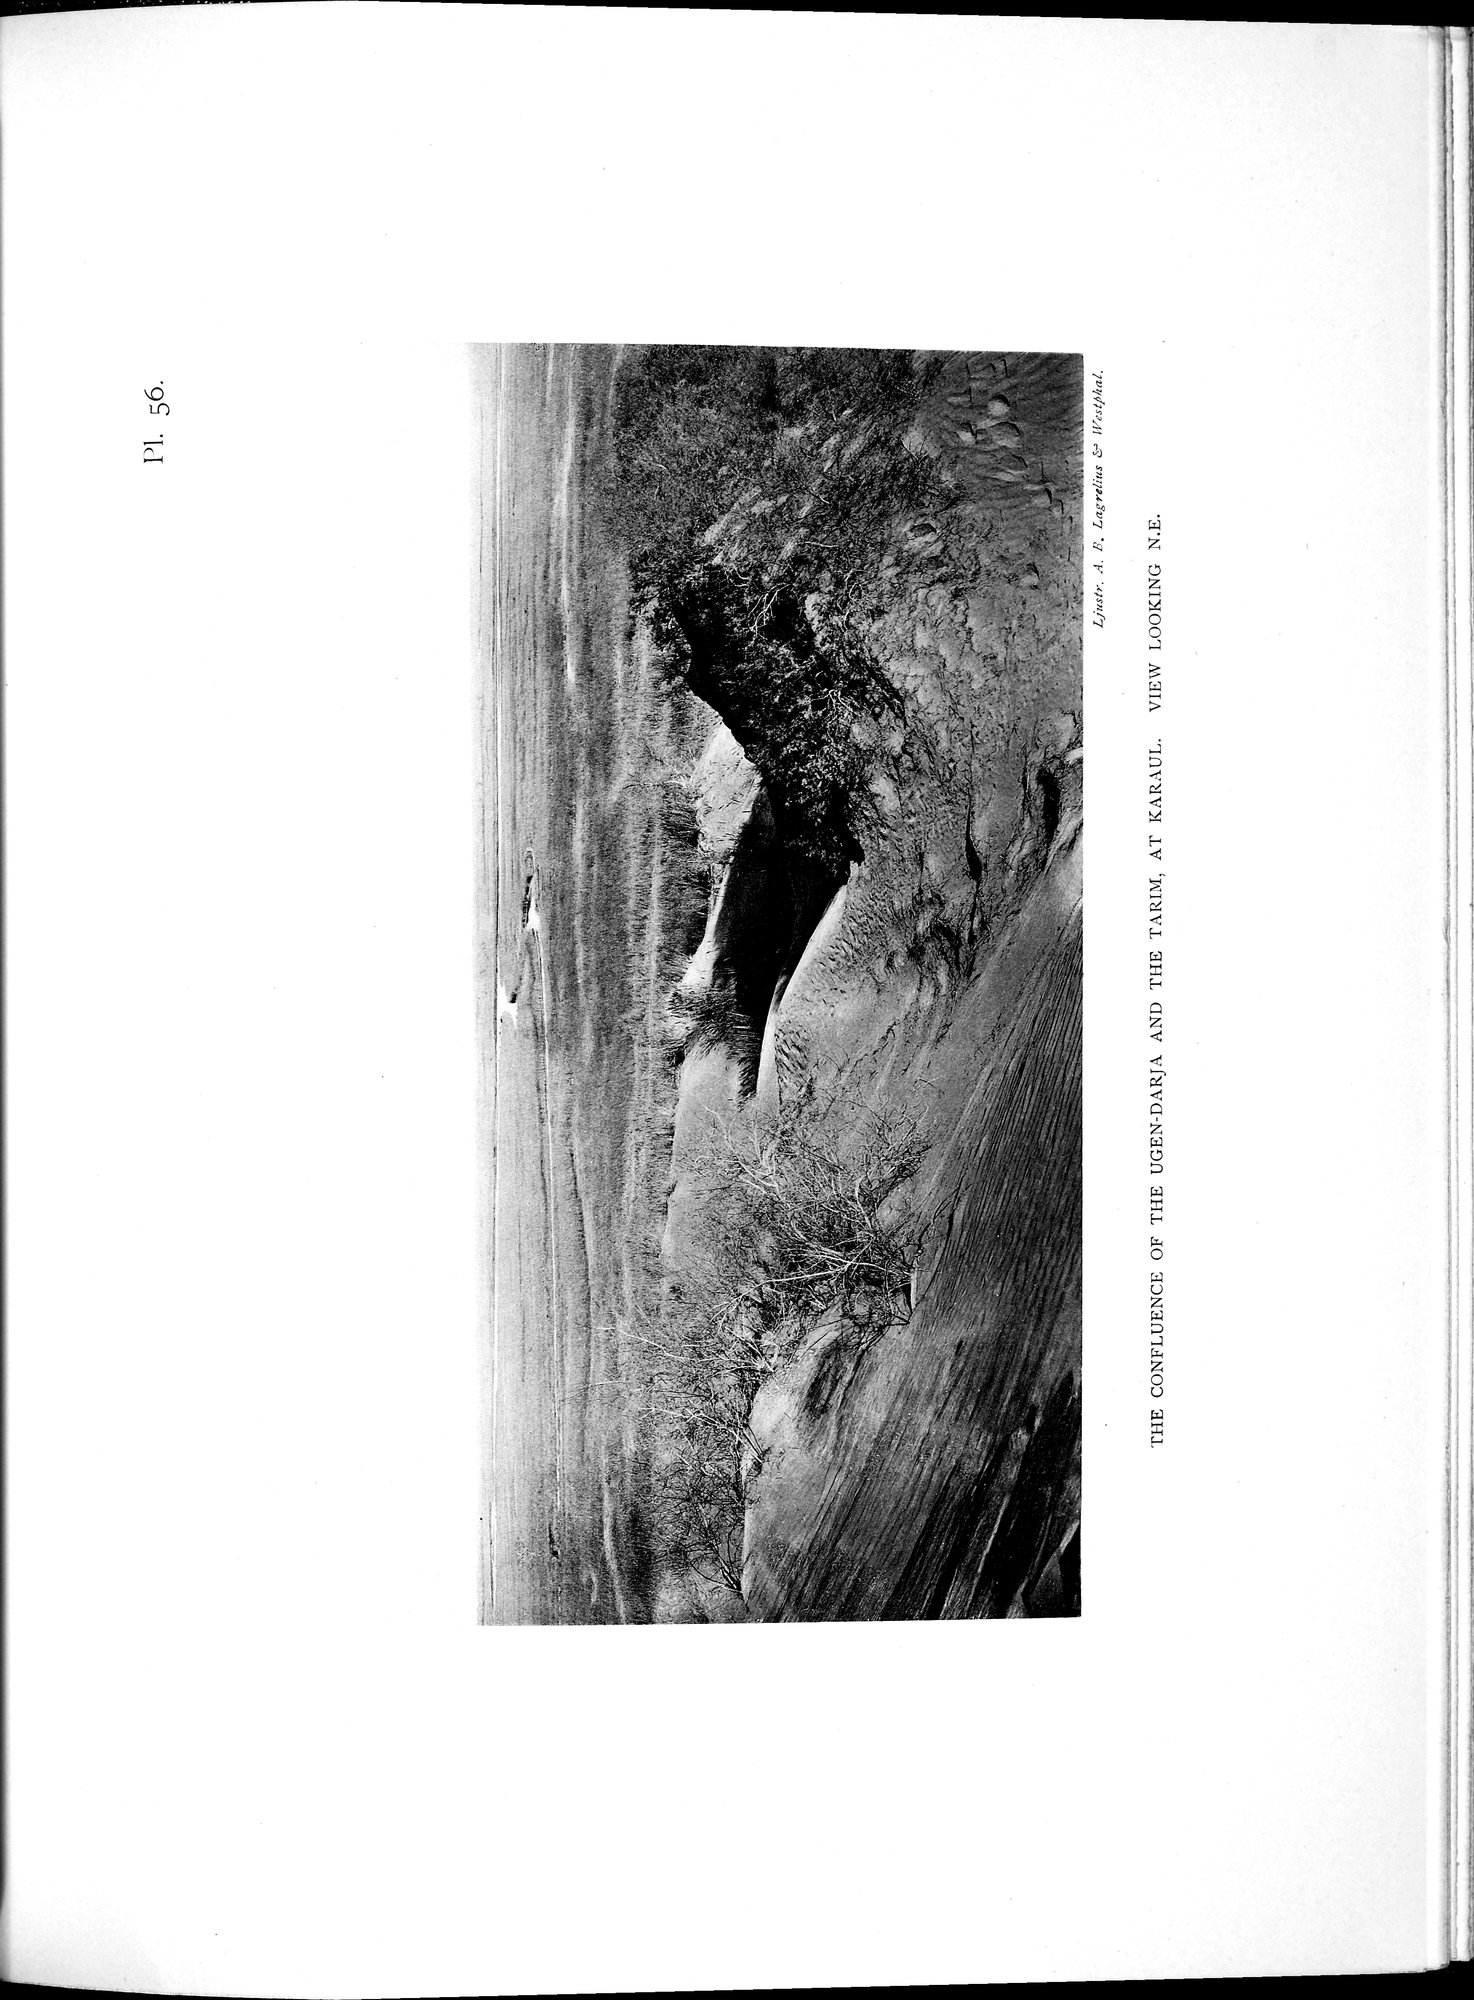 Pl. 56.
Ljustr. A. B. Lagrelius & Westphal.
THE CONFLUENCE OF THE UGEN-DARJA AND THE TARIM, AT KARAUL. VIEW LOOKING N.E.